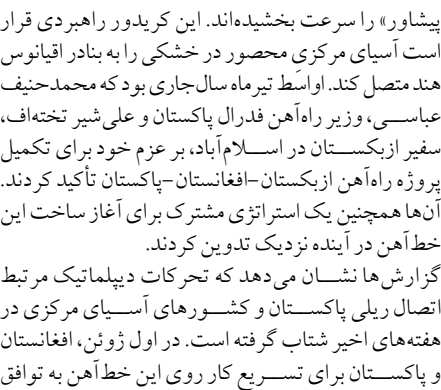 پیشاور» را سرعت بخشیده‌اند. این کریدور راهبردی قرار
است آسیای مرکزی محصور در خشکی را به بنادر اقیانوس
هند متصل کند. اواسَط تیرماه سال‌جاری بود که محمدحنیف
عباسی، وزیر راه‌آهن فدرال پاکستان و علی‌شیر تخته‌اف،
سفیر ازبکستان در اسلام‌آباد، بر عزم خود برای تکمیل
پروژه راه‌آهن ازبکستان-افغانستان-پاکستان تأکید کردند.
آن‌ها همچنین یک استراتژی مشترک برای آغاز ساخت این
خط‌آهن در آینده نزدیک تدوین کردند.
گزارش‌ها نشان می‌دهد که تحرکات دیپلماتیک مرتبط
اتصال ریلی پاکستان و کشورهای آسیای مرکزی در
هفته‌های اخیر شتاب گرفته است. در اول ژوئن، افغانستان
و پاکستان برای تسریع کار روی این خط‌آهن به توافق